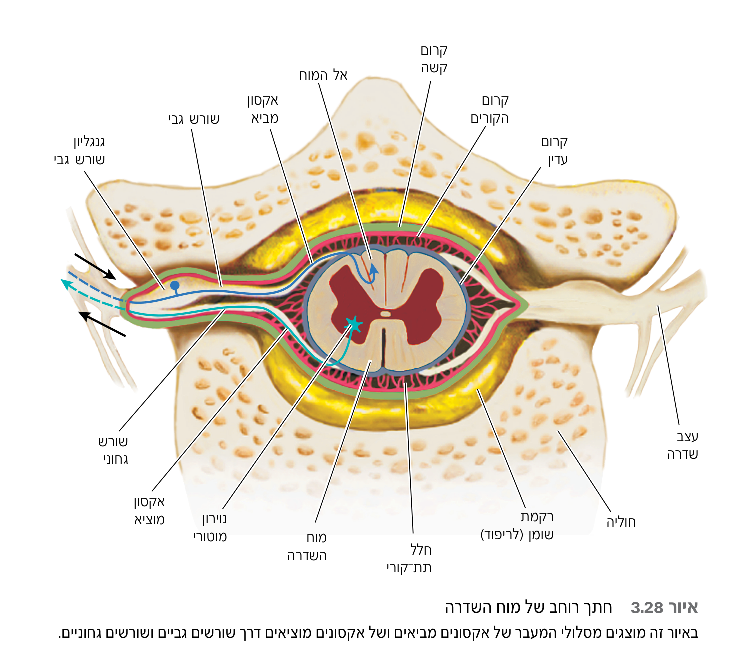 קרום
קשה
אל המוח
קרום
הקורים
אקסון
מביא
שורש גבי
קרום
עדין
גנגליון
שורש גבי
עצב
שדרה
שורש
גחוני
אקסון
מוציא
נוירון
מוטורי
מוח
השדרה
חלל
תת־קורי
רקמת
שומן (לריפוד)
חוליה
איור 3.28 חתך רוחב של מוח השדרה
באיור זה מוצגים מסלולי המעבר של אקסונים מביאים ושל אקסונים מוציאים דרך שורשים גביים ושורשים גחוניים.